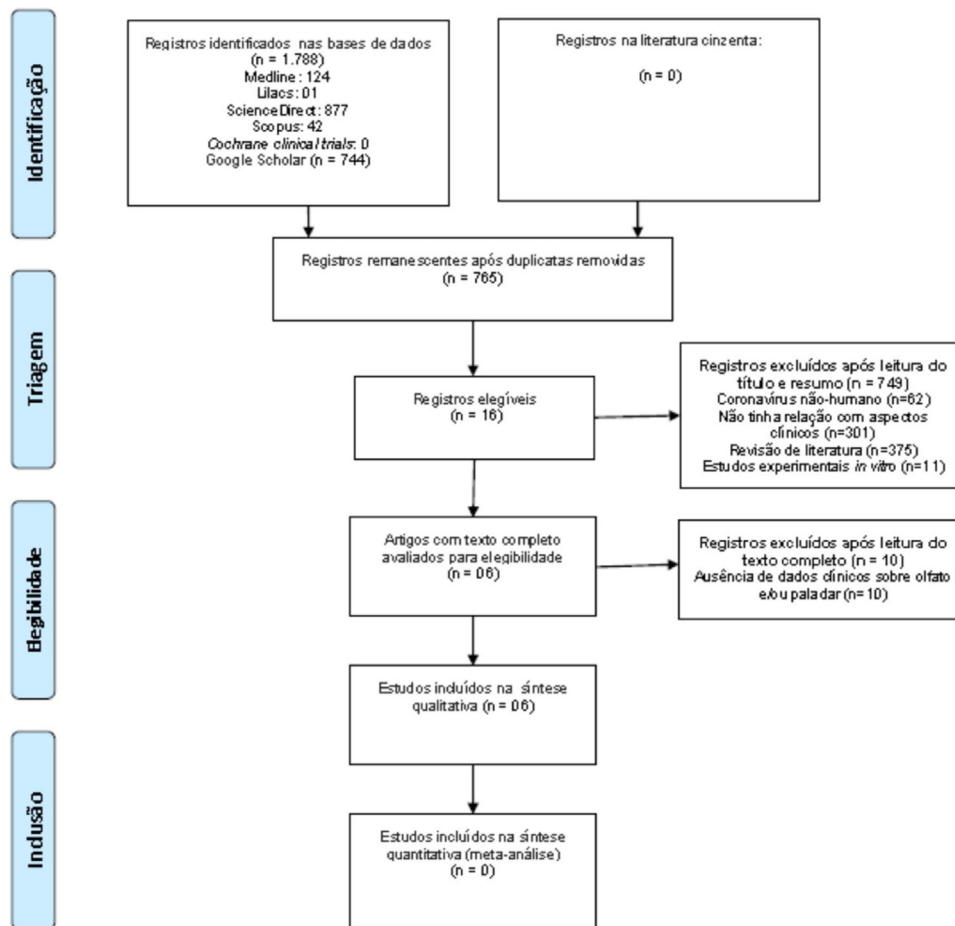 Identificação
Registros identificados nas bases de dados
(n = 1.788)
Medline: 124
Lilacs: 01
ScienceDirect: 877
Scopus: 42
Cochrane clinical trials: 0
Google Scholar (n = 744)
Registros na literatura cinzenta:
(n = 0)
Registros remanescentes após duplicatas removidas
(n = 765)
Triagem
Registros elegíveis
(n = 16)
Registros excluídos após leitura do
título e resumo (n = 749)
Coronavírus não-humano (n=62)
Não tinha relação com aspectos
clínicos (n=301)
Revisão de literatura (n=375)
Estudos experimentais in vitro (n=11)
Elegibilidade
Artigos com texto completo
avaliados para elegibilidade
(n = 06)
Registros excluídos após leitura do
texto completo (n = 10)
Ausência de dados clínicos sobre olfato
e/ou paladar (n=10)
Estudos incluídos na síntese
qualitativa (n = 06)
Inclusão
Estudos incluídos na síntese
quantitativa (meta-análise)
(n = 0)